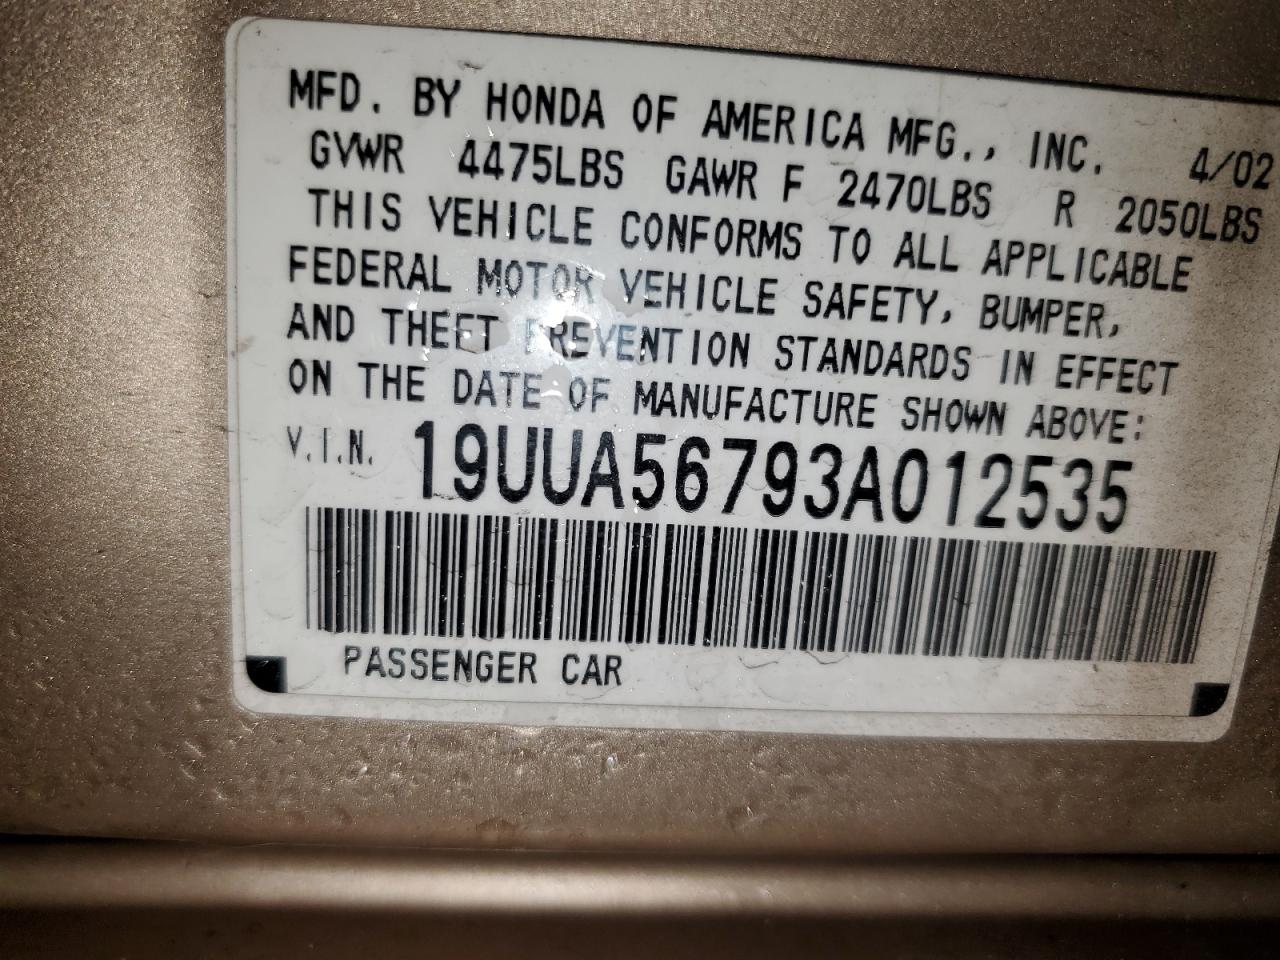 MFD. BY HONDA OF AMERICA MFG., INC. 4/02
GVWR 4475LBS GAWR F 2470LBS R 2050LBS
THIS VEHICLE CONFORMS TO ALL APPLICABLE
FEDERAL MOTOR VEHICLE SAFETY, BUMPER,
AND THEFT PREVENTION STANDARDS IN EFFECT
ON THE DATE OF MANUFACTURE SHOWN ABOVE:
V.I.N. 19UUA56793A012535
PASSENGER CAR